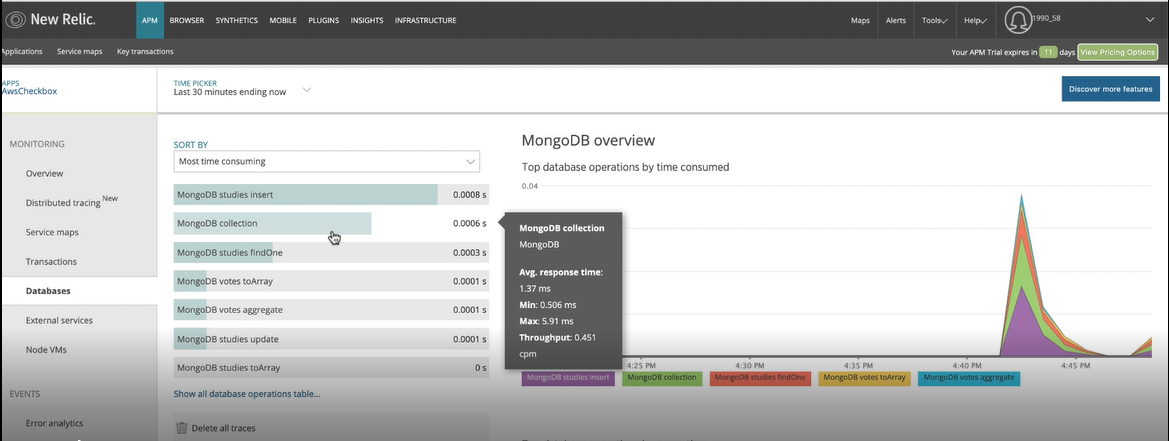 New Relic.
APM BROWSER SYNTHETICS MOBILE PLUGINS INSIGHTS INFRASTRUCTURE
Maps Alerts Tools Help 1990_58
Applications Service maps Key transactions
Your APM Trial expires in 11 days View Pricing Options
APPS
AwsCheckbox
TIME PICKER
Last 30 minutes ending now
Discover more features
MONITORING
Overview
Distributed tracing New
Service maps
Transactions
Databases
External services
Node VMs
EVENTS
Error analytics
SORT BY
Most time consuming
MongoDB studies insert 0.0008 s
MongoDB collection 0.0006 s
MongoDB studies findOne 0.0003 s
MongoDB votes toArray 0.0001 s
MongoDB votes aggregate 0.0001 s
MongoDB studies update 0.0001 s
MongoDB studies toArray 0 s
Show all database operations table...
Delete all traces
MongoDB overview
Top database operations by time consumed
0.04
MongoDB collection
MongoDB
Avg. response time:
1.37 ms
Min: 0.506 ms
Max: 5.91 ms
Throughput: 0.451
cpm
4:25 PM 4:30 PM 4:35 PM 4:40 PM 4:45 PM
MongoDB studies insert MongoDB collection MongoDB studies findOne MongoDB votes toArray MongoDB votes aggregate